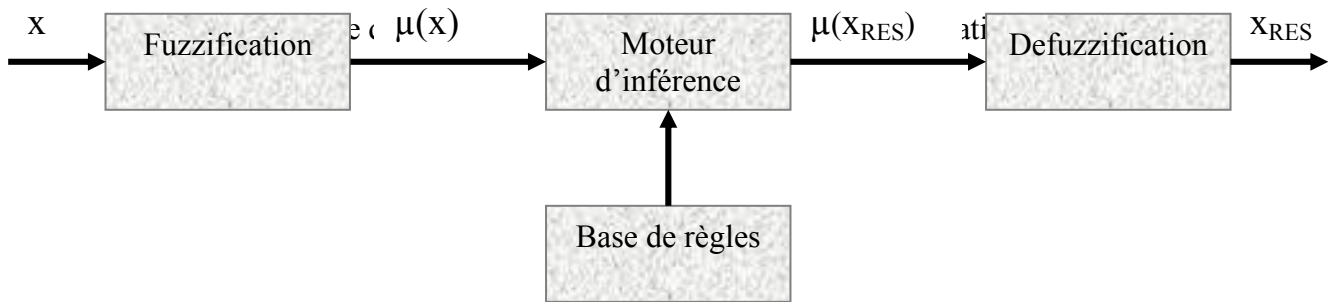 x
Fuzzification
μ(x)
Moteur
d'inférence
μ(x_RES)
Defuzzification
x_RES
Base de règles